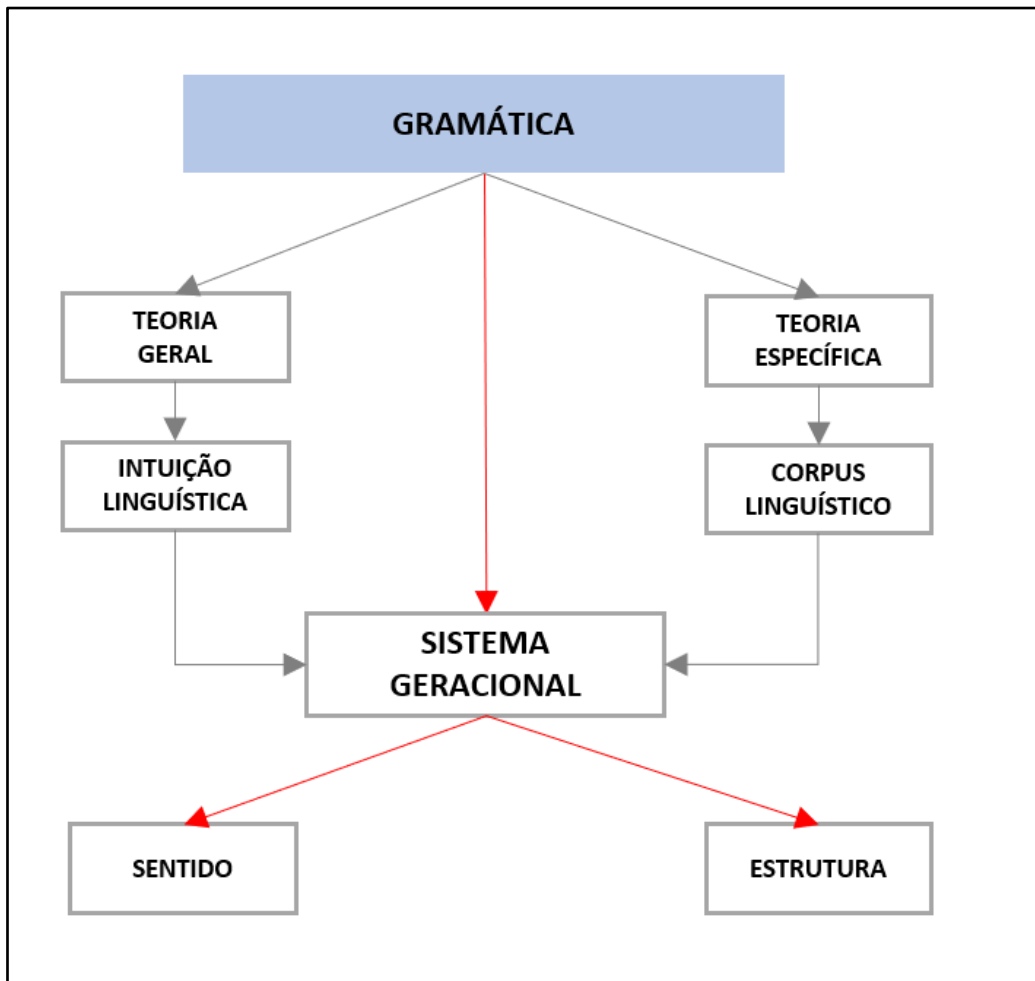 GRAMÁTICA
TEORIA
GERAL
TEORIA
ESPECÍFICA
INTUIÇÃO
LINGUÍSTICA
CORPUS
LINGUÍSTICO
SISTEMA
GERACIONAL
SENTIDO
ESTRUTURA